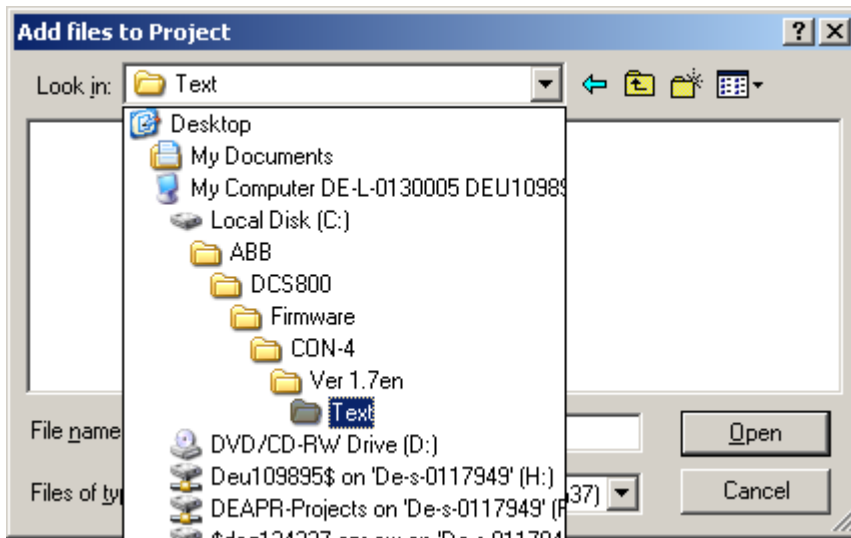 Add files to Project
Look in: Text
Desktop
My Documents
My Computer DE-L-0130005 DEU10989
Local Disk (C:)
ABB
DCS800
Firmware
CON-4
Ver 1.7en
Text
File name
Open
DVD/CD-RW Drive (D:)
Deu109895$ on 'De-s-0117949' (H:)
Files of ty
a37)
Cancel
DEAPR-Projects on 'De-s-0117949' (